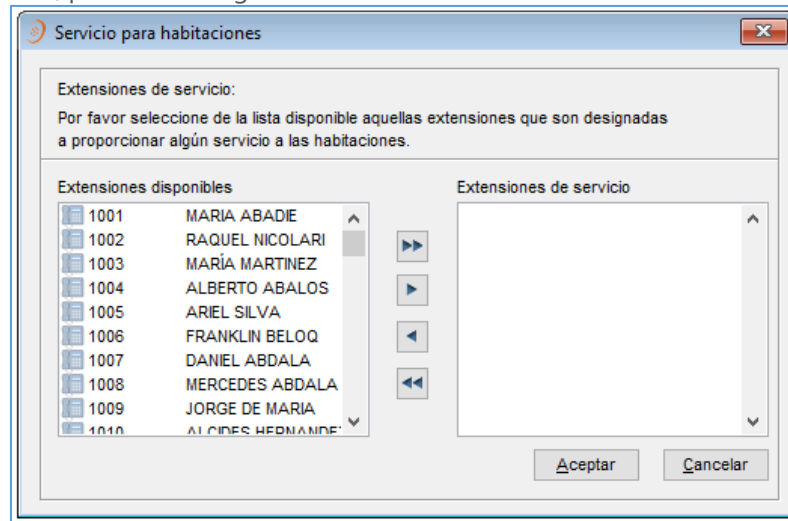 Servicio para habitaciones
Extensiones de servicio:
Por favor seleccione de la lista disponible aquellas extensiones que son designadas
a proporcionar algún servicio a las habitaciones.
Extensiones disponibles
Extensiones de servicio
1001 MARIA ABADIE
1002 RAQUEL NICOLARI
1003 MARÍA MARTINEZ
1004 ALBERTO ABALOS
1005 ARIEL SILVA
1006 FRANKLIN BELOQ
1007 DANIEL ABDALA
1008 MERCEDES ABDALA
1009 JORGE DE MARIA
1010 ALCIDES
Aceptar
Cancelar